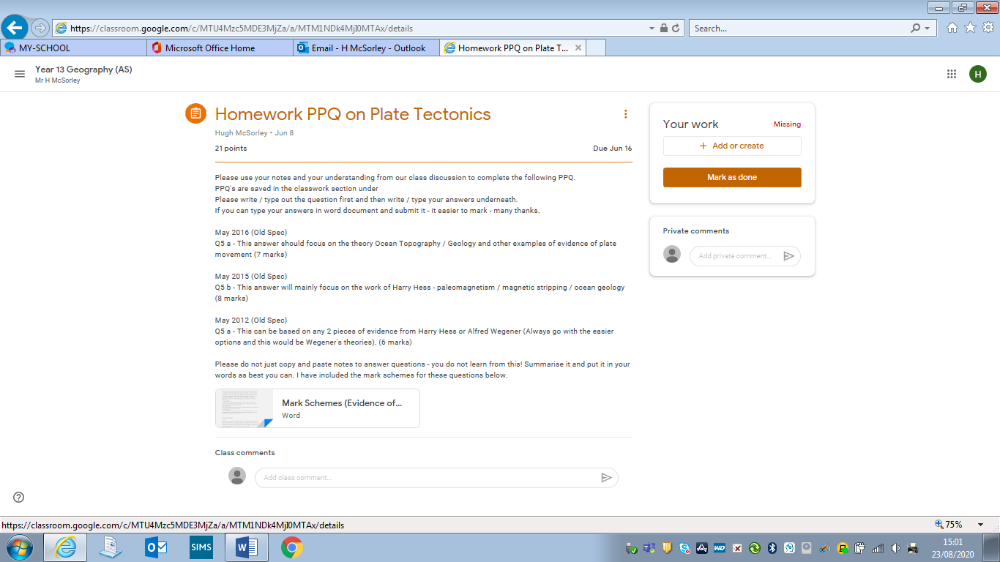 https://classroom.google.com/c/MTU4Mzc5MDE3MjZa/a/MTM1NDk4MjI0MTAx/details
Search...
MY-SCHOOL
Microsoft Office Home
Email - H McSorley - Outlook
Homework PPQ on Plate T...
Year 13 Geography (AS)
Mr H McSorley
H
Homework PPQ on Plate Tectonics
Hugh McSorley • Jun 8
21 points
Due Jun 16
Please use your notes and your understanding from our class discussion to complete the following PPQ.
PPQ's are saved in the classwork section under
Please write / type out the question first and then write / type your answers underneath.
If you can type your answers in word document and submit it - it easier to mark - many thanks.
May 2016 (Old Spec)
Q5 a - This answer should focus on the theory Ocean Topography / Geology and other examples of evidence of plate
movement (7 marks)
May 2015 (Old Spec)
Q5 b - This answer will mainly focus on the work of Harry Hess - paleomagnetism / magnetic stripping / ocean geology
(8 marks)
May 2012 (Old Spec)
Q5 a - This can be based on any 2 pieces of evidence from Harry Hess or Alfred Wegener (Always go with the easier
options and this would be Wegener's theories). (6 marks)
Please do not just copy and paste notes to answer questions - you do not learn from this! Summarise it and put it in your
words as best you can. I have included the mark schemes for these questions below.
Mark Schemes (Evidence of...
Word
Class comments
Add class comment...
Your work
Missing
+ Add or create
Mark as done
Private comments
Add private comment...
https://classroom.google.com/c/MTU4Mzc5MDE3MjZa/a/MTM1NDk4MjI0MTAx/details
75%
SIMS
15:01
23/08/2020